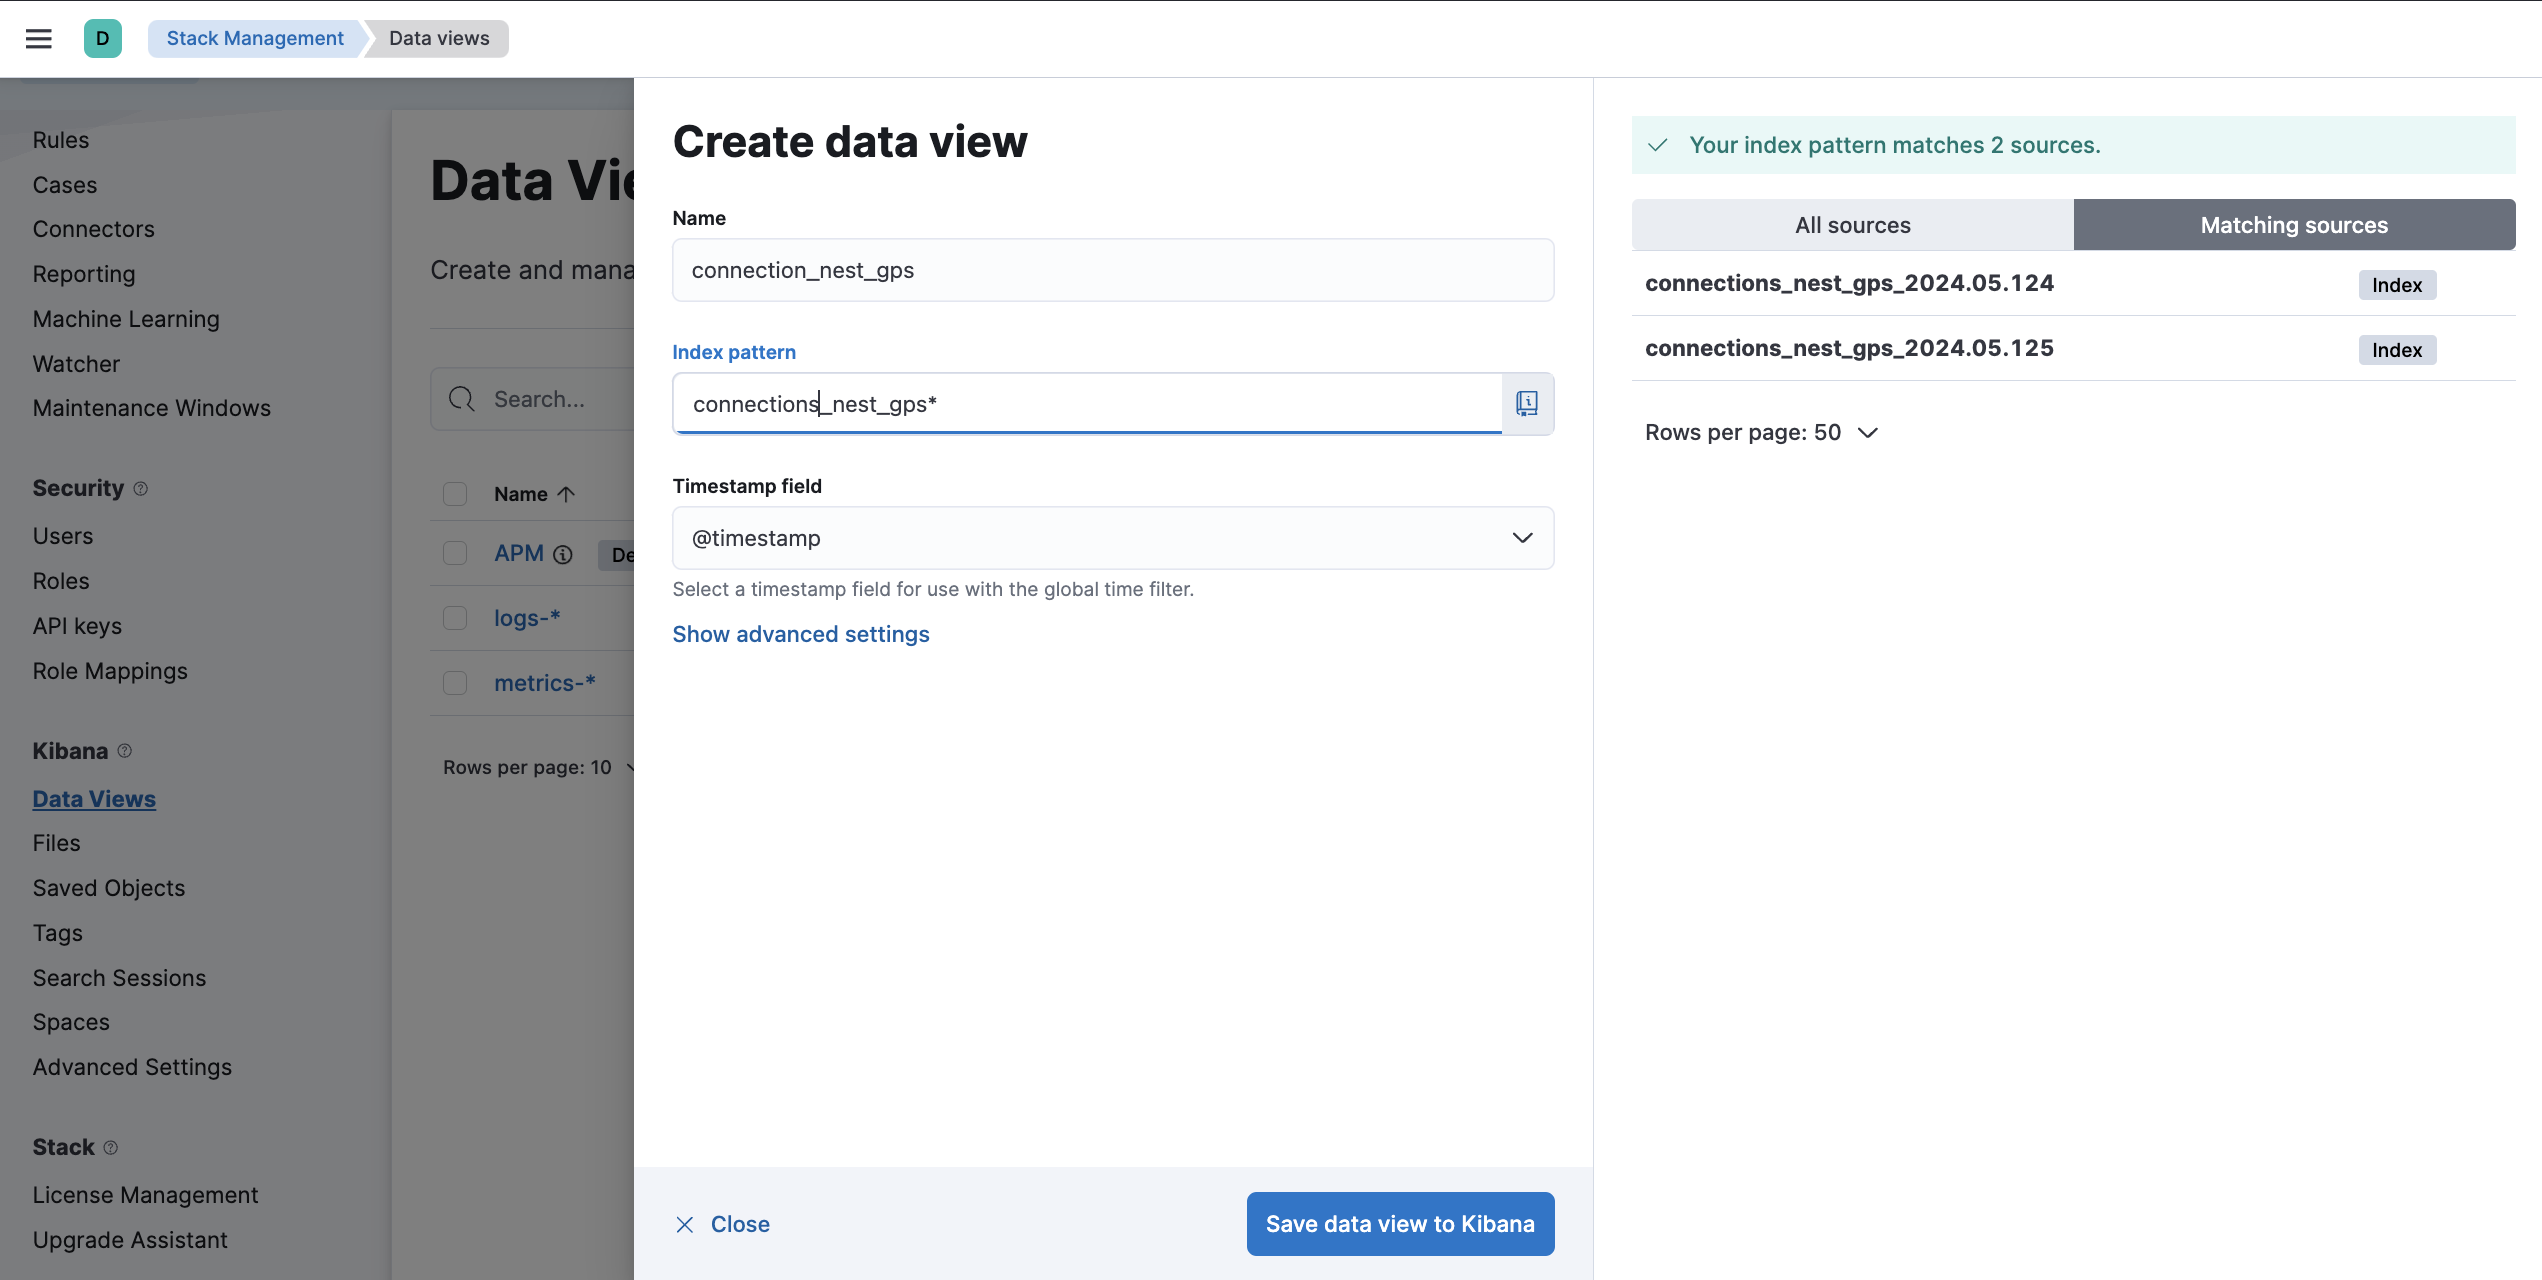 D
Stack Management
Data views
Rules
Cases
Connectors
Reporting
Machine Learning
Watcher
Maintenance Windows
Security
Users
Roles
API keys
Role Mappings
Kibana
Data Views
Files
Saved Objects
Tags
Search Sessions
Spaces
Advanced Settings
Stack
License Management
Upgrade Assistant
Data Vie
Create and mana
Search...
Name
APM
De
logs-*
metrics-*
Rows per page: 10
Create data view
Name
connection_nest_gps
Index pattern
connections_nest_gps*
Timestamp field
@timestamp
Select a timestamp field for use with the global time filter.
Show advanced settings
Close
Save data view to Kibana
Your index pattern matches 2 sources.
All sources
Matching sources
connections_nest_gps_2024.05.124
Index
connections_nest_gps_2024.05.125
Index
Rows per page: 50